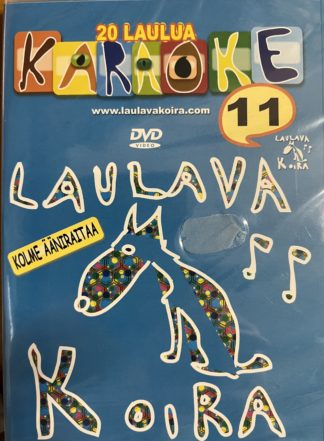 20 LAULUA
KARAOKE
www.laulavakoira.com
11
DVD
VIDEO
LAULAVA
KOIRA
LAULAVA
KOLME ÄÄNIRAITAA
KOIRA